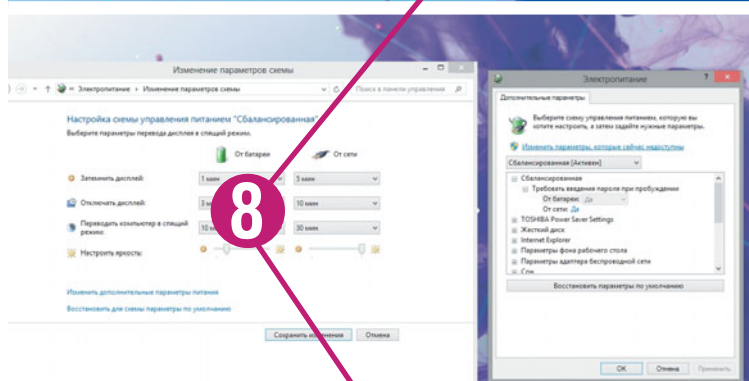 Изменение параметров схемы
« Электропитание › Изменение параметров схемы
Поиск в панели управления
Настройка схемы управления питанием "Сбалансированная"
Выберите параметры перевода дисплея в спящий режим.
От батареи
От сети
Затемнить дисплей:
1 мин
5 мин
Отключать дисплей:
10 мин
Переводить компьютер в спящий режим:
10 мин
30 мин
Настроить яркость:
Изменить дополнительные параметры питания
Восстановить для схемы параметры по умолчанию
Сохранить изменения
Отмена
8
Электропитание
?
Дополнительные параметры
Выберите схему управления питанием, которую вы
хотите настроить, а затем задайте нужные параметры.
Изменить параметры, которые сейчас недоступны
Сбалансированная [Активен]
Сбалансированная
Требовать введения пароля при пробуждении
От батареи: Да
От сети: Да
TOSHIBA Power Saver Settings
Жесткий диск
Internet Explorer
Параметры фона рабочего стола
Параметры адаптера беспроводной сети
Сон
Восстановить параметры по умолчанию
OK
Отмена
Применить